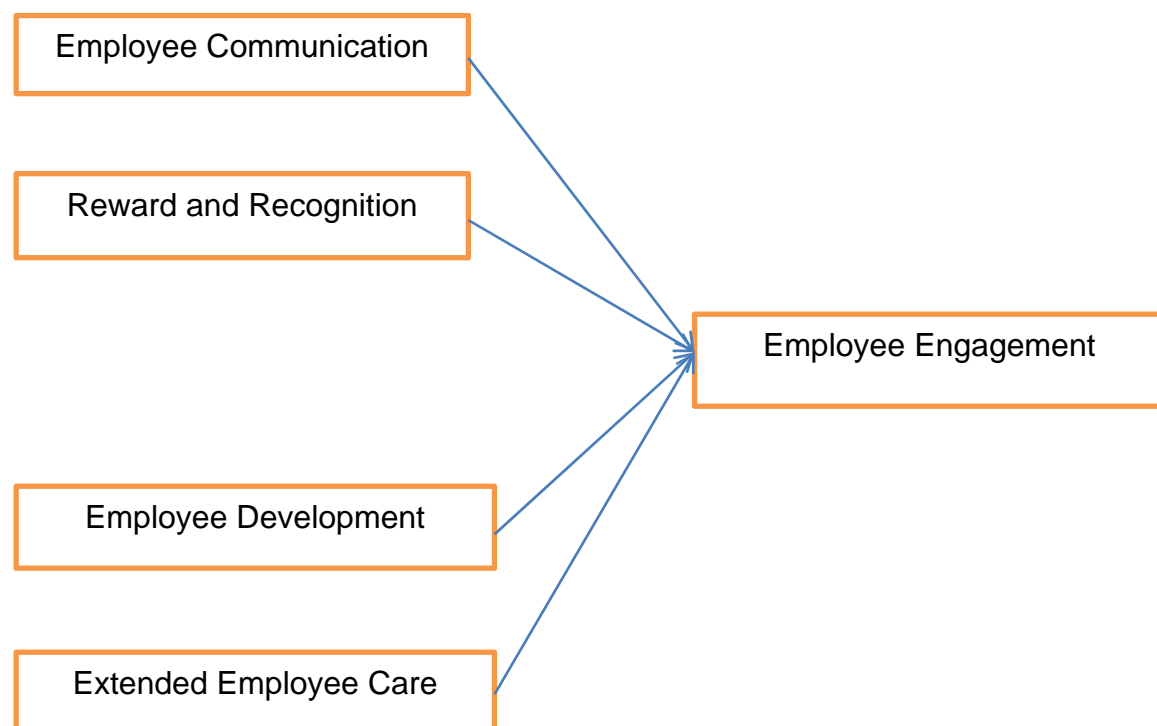 Employee Communication
Reward and Recognition
Employee Engagement
Employee Development
Extended Employee Care